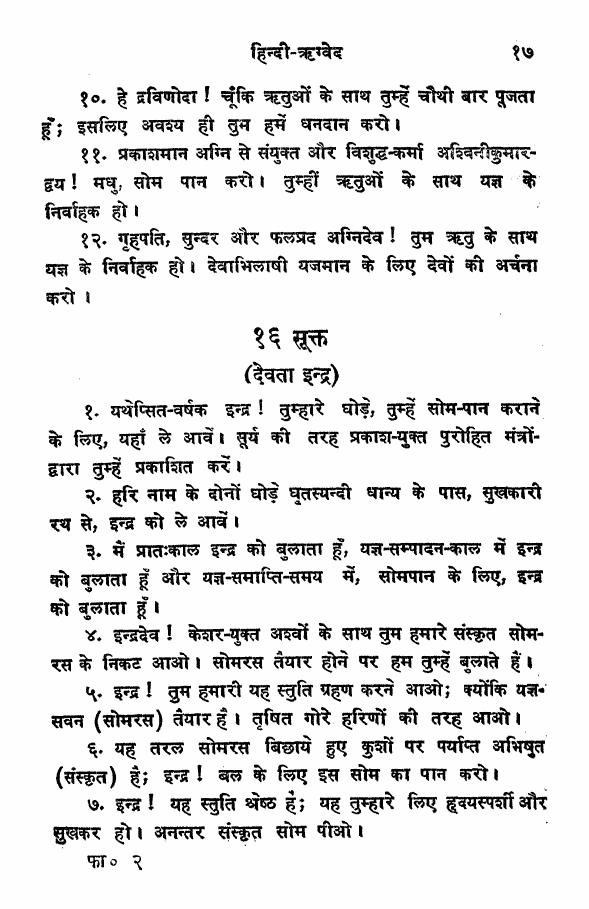 हिन्दी-ऋग्वेद १७
१०. हे द्रविणोदा! चूंकि ऋतुओं के साथ तुम्हें चौथी बार पूजता
हूँ; इसलिए अवश्य ही तुम हमें धनदान करो।
११. प्रकाशमान अग्नि से संयुक्त और विशुद्ध-कर्मा अश्विनीकुमार-
द्वय! मधु, सोम पान करो। तुम्हीं ऋतुओं के साथ यज्ञ के
निर्वाहक हो।
१२. गृहपति, सुन्दर और फलप्रद अग्निदेव! तुम ऋतु के साथ
यज्ञ के निर्वाहक हो। देवाभिलाषी यजमान के लिए देवों की अर्चना
करो।
१६ सूक्त
(देवता इन्द्र)
१. यथेप्सित-वर्षक इन्द्र! तुम्हारे घोड़े, तुम्हें सोम-पान कराने
के लिए, यहाँ ले आवें। सूर्य की तरह प्रकाश-युक्त पुरोहित मंत्रों-
द्वारा तुम्हें प्रकाशित करें।
२. हरि नाम के दोनों घोड़े घृतस्यन्दी धान्य के पास, सुखकारी
रथ से, इन्द्र को ले आवें।
३. मैं प्रातःकाल इन्द्र को बुलाता हूँ, यज्ञ-सम्पादन-काल में इन्द्र
को बुलाता हूँ और यज्ञ-समाप्ति-समय में, सोमपान के लिए, इन्द्र
को बुलाता हूँ।
४. इन्द्रदेव! केशर-युक्त अश्वों के साथ तुम हमारे संस्कृत सोम-
रस के निकट आओ। सोमरस तैयार होने पर हम तुम्हें बुलाते हैं।
५. इन्द्र! तुम हमारी यह स्तुति ग्रहण करने आओ; क्योंकि यज्ञ-
सवन (सोमरस) तैयार है। तृषित गोरे हरिणों की तरह आओ।
६. यह तरल सोमरस बिछाये हुए कुशों पर पर्याप्त अभिषुत
(संस्कृत) है; इन्द्र! बल के लिए इस सोम का पान करो।
७. इन्द्र! यह स्तुति श्रेष्ठ है; यह तुम्हारे लिए हृदयस्पर्शी और
सुखकर हो। अनन्तर संस्कृत सोम पीओ।
फा० २